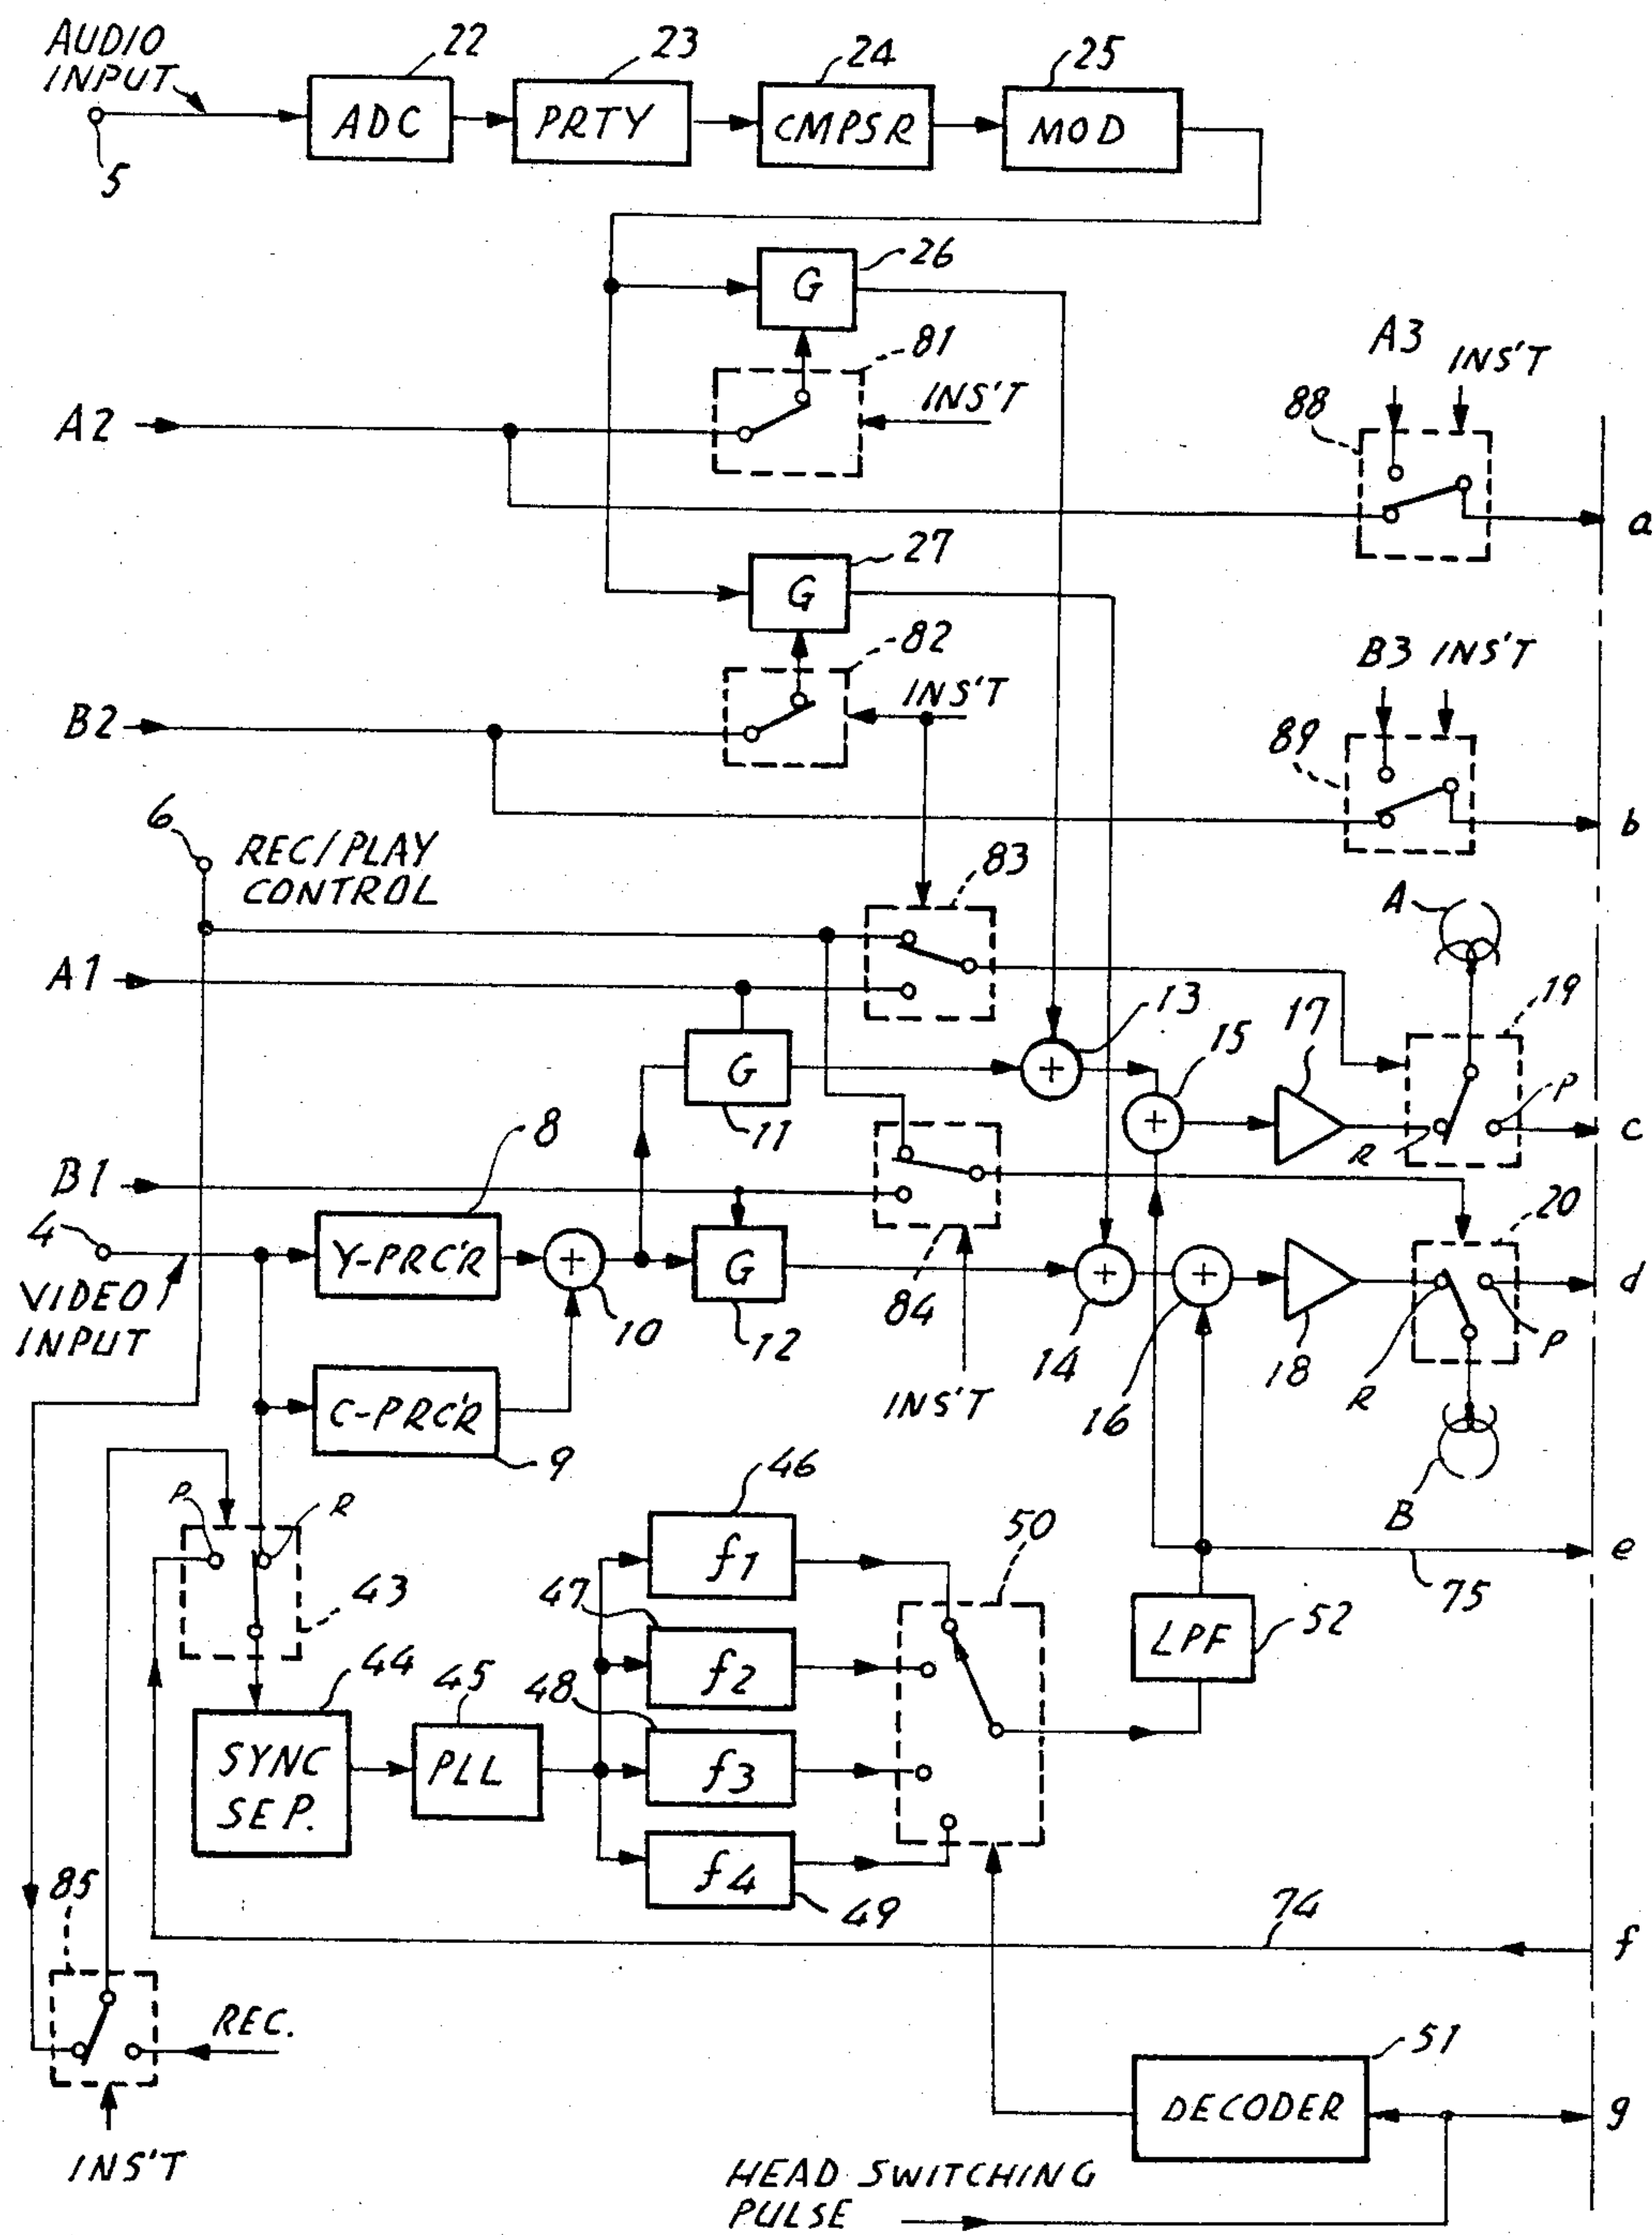 AUDIO
INPUT
22
23
24
25
ADC
PRTY
CMPSR
MOD
5
26
G
81
A3
INS'T
INS'T
88
A2
a
27
G
82
B3 INS'T
INS'T
B2
89
6
b
REC/PLAY
CONTROL
83
A
A1
13
17
19
15
G
+
P
11
+
R
c
8
B1
20
4
Y-PRC'R
+
G
84
+
+
d
VIDEO
INPUT
10
12
14
16
18
R
P
INS'T
C-PRC'R
9
46
B
P
R
50
f1
e
75
43
47
f2
LPF
52
44
45
48
SYNC
SEP.
PLL
f3
f4
49
85
74
f
REC.
51
DECODER
g
INS'T
HEAD SWITCHING
PULSE